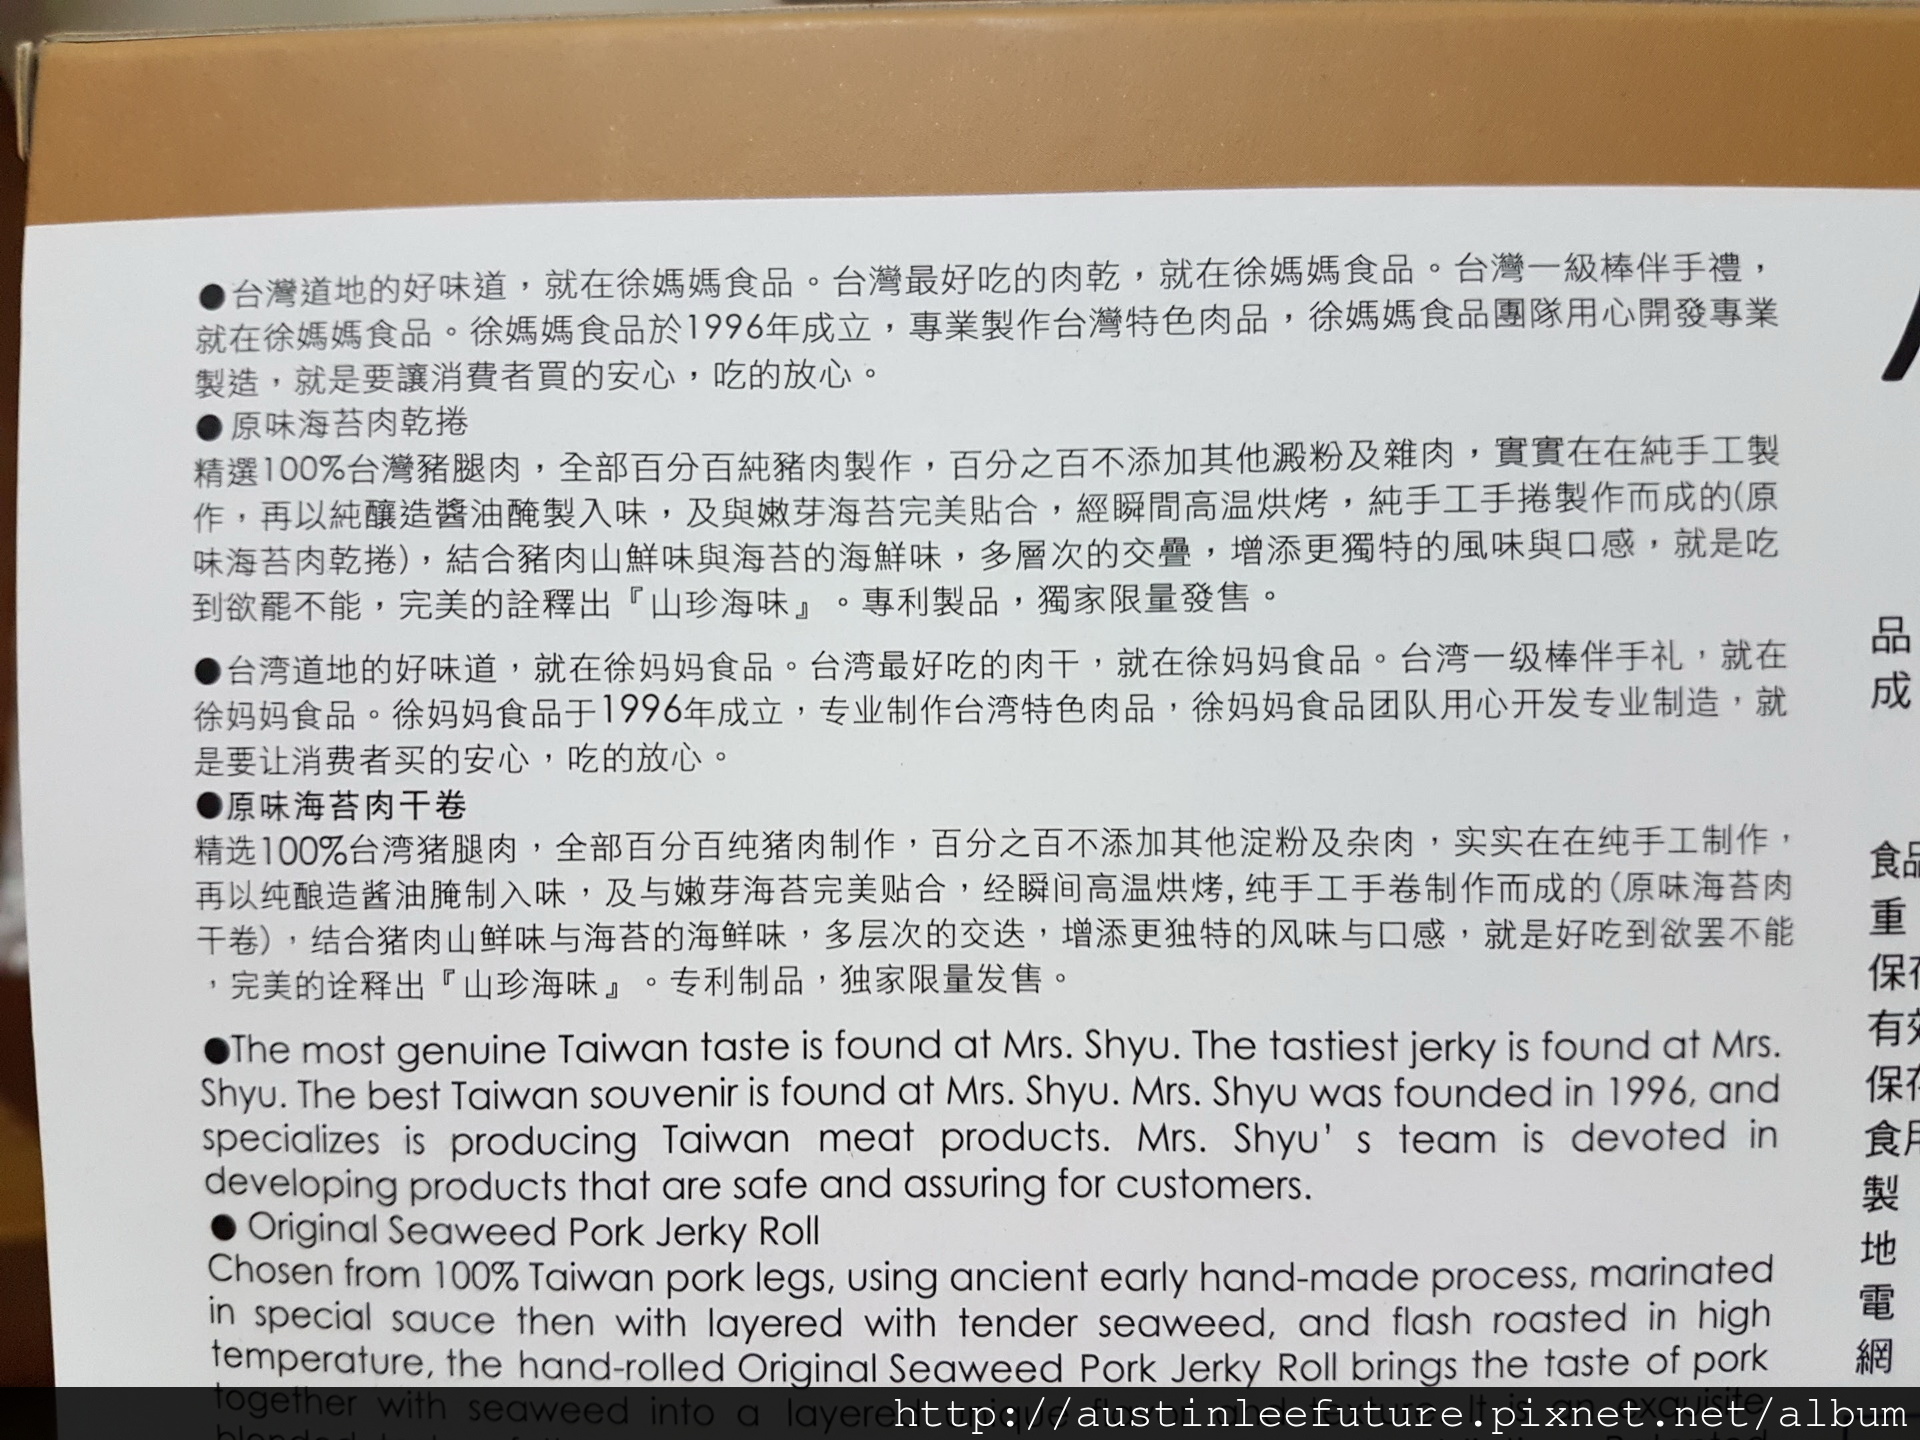 ●台灣道地的好味道，就在徐媽媽食品。台灣最好吃的肉乾，就在徐媽媽食品。台灣一級棒伴手禮，
就在徐媽媽食品。徐媽媽食品於1996年成立，專業製作台灣特色肉品，徐媽媽食品團隊用心開發專業
製造，就是要讓消費者買的安心，吃的放心。
●原味海苔肉乾捲
精選100%台灣豬腿肉，全部百分百純豬肉製作，百分之百不添加其他澱粉及雜肉，實實在在純手工製
作，再以純釀造醬油醃製入味，及與嫩芽海苔完美貼合，經瞬間高温烘烤，純手工手捲製作而成的(原
味海苔肉乾捲)，結合豬肉山鮮味與海苔的海鮮味，多層次的交疊，增添更獨特的風味與口感，就是吃
到欲罷不能，完美的詮釋出『山珍海味』。專利製品，獨家限量發售。
●台湾道地的好味道，就在徐妈妈食品。台湾最好吃的肉干，就在徐妈妈食品。台湾一级棒伴手礼，就在
徐妈妈食品。徐妈妈食品于1996年成立，专业制作台湾特色肉品，徐妈妈食品团队用心开发专业制造，就
是要让消费者买的安心，吃的放心。
●原味海苔肉干卷
精选100%台湾猪腿肉，全部百分百纯猪肉制作，百分之百不添加其他淀粉及杂肉，实实在在纯手工制作，
再以纯酿造酱油腌制入味，及与嫩芽海苔完美贴合，经瞬间高温烘烤,纯手工手卷制作而成的(原味海苔肉
干卷)，结合猪肉山鲜味与海苔的海鲜味，多层次的交迭，增添更独特的风味与口感，就是好吃到欲罢不能
，完美的诠释出『山珍海味』。专利制品，独家限量发售。
●The most genuine Taiwan taste is found at Mrs. Shyu. The tastiest jerky is found at Mrs.
Shyu. The best Taiwan souvenir is found at Mrs. Shyu. Mrs. Shyu was founded in 1996, and
specializes is producing Taiwan meat products. Mrs. Shyu's team is devoted in
developing products that are safe and assuring for customers.
● Original Seaweed Pork Jerky Roll
Chosen from 100% Taiwan pork legs, using ancient early hand-made process, marinated
in special sauce then with layered with tender seaweed, and flash roasted in high
temperature, the hand-rolled Original Seaweed Pork Jerky Roll brings the taste of pork
together with seaweed into a layered
品
成
食品
重
保存
有效
保存
食用
製
地
電
網
http://austinleefuture.pixnet.net/album